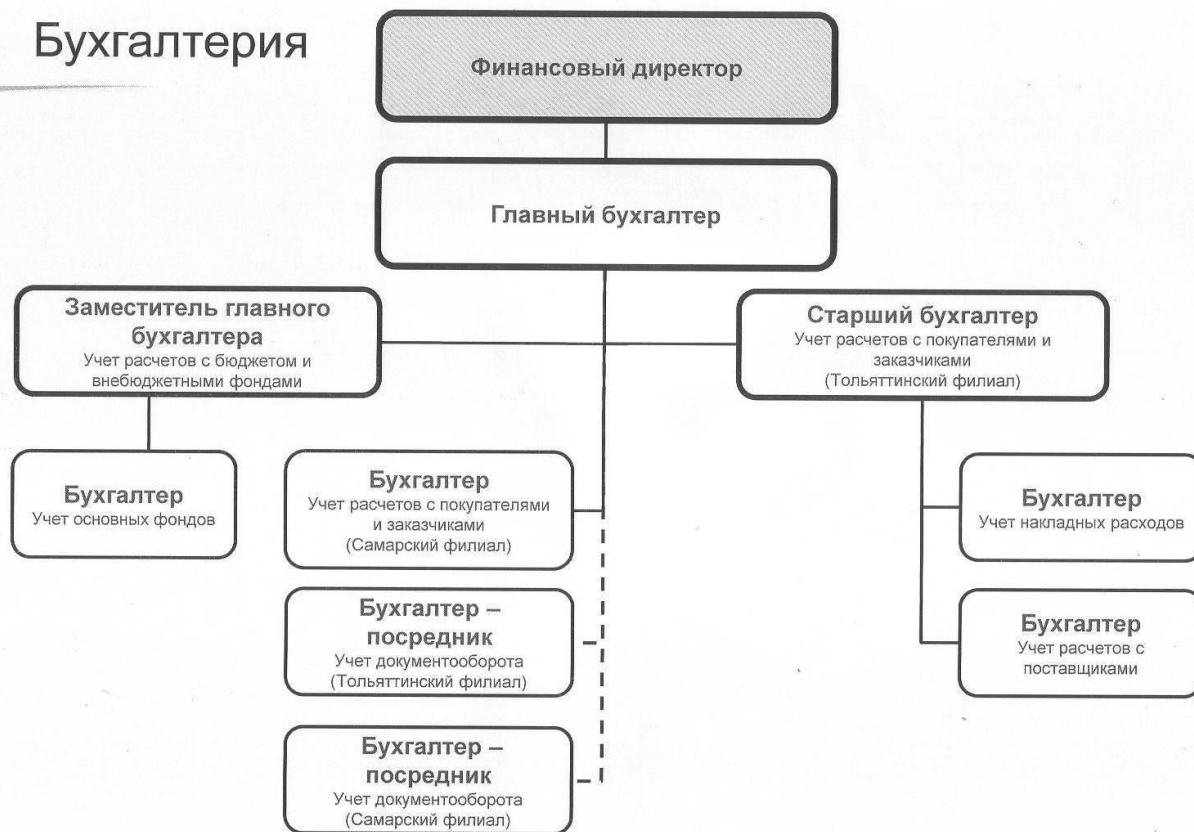 Бухгалтерия
Финансовый директор
Главный бухгалтер
Заместитель главного
бухгалтера
Учет расчетов с бюджетом и
внебюджетными фондами
Старший бухгалтер
Учет расчетов с покупателями и
заказчиками
(Тольяттинский филиал)
Бухгалтер
Учет основных фондов
Бухгалтер
Учет расчетов с покупателями
и заказчиками
(Самарский филиал)
Бухгалтер –
посредник
Учет документооборота
(Тольяттинский филиал)
Бухгалтер –
посредник
Учет документооборота
(Самарский филиал)
Бухгалтер
Учет накладных расходов
Бухгалтер
Учет расчетов с
поставщиками